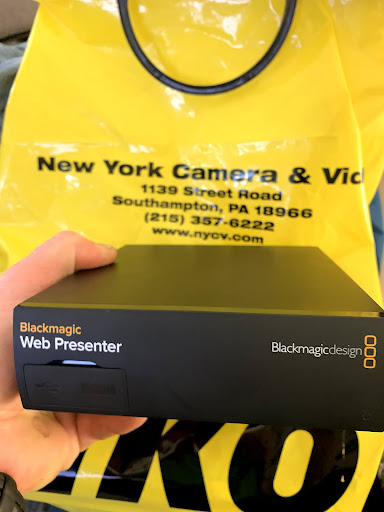 New York Camera & Vid
1139 Street Road
Southampton, PA 18966
(215) 357-6222
www.nycv.com
Blackmagic
Web Presenter
Blackmagicdesign